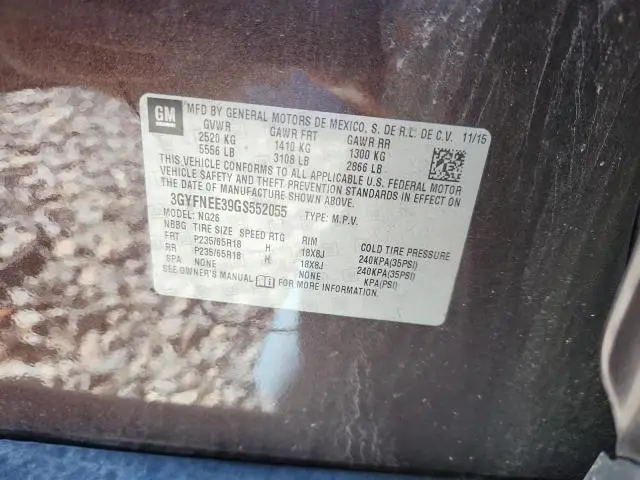 GM
MFD BY GENERAL MOTORS DE MEXICO, S. DE R.L. DE C.V. 11/15
GVWR GAWR FRT GAWR RR
2520 KG 1410 KG 1300 KG
5556 LB 3108 LB 2866 LB
THIS VEHICLE CONFORMS TO ALL APPLICABLE U.S. FEDERAL MOTOR
VEHICLE SAFETY AND THEFT PREVENTION STANDARDS IN EFFECT ON
THE DATE OF MANUFACTURE SHOWN ABOVE.
3GYFNEE39GS552055 TYPE: M.P.V.
MODEL: NG26
NBBG TIRE SIZE SPEED RTG RIM COLD TIRE PRESSURE
FRT P235/65R18 H 18X8J 240KPA(35PSI)
RR P235/65R18 H 18X8J 240KPA(35PSI)
SPA NONE NONE KPA(PSI)
SEE OWNER'S MANUAL FOR MORE INFORMATION.